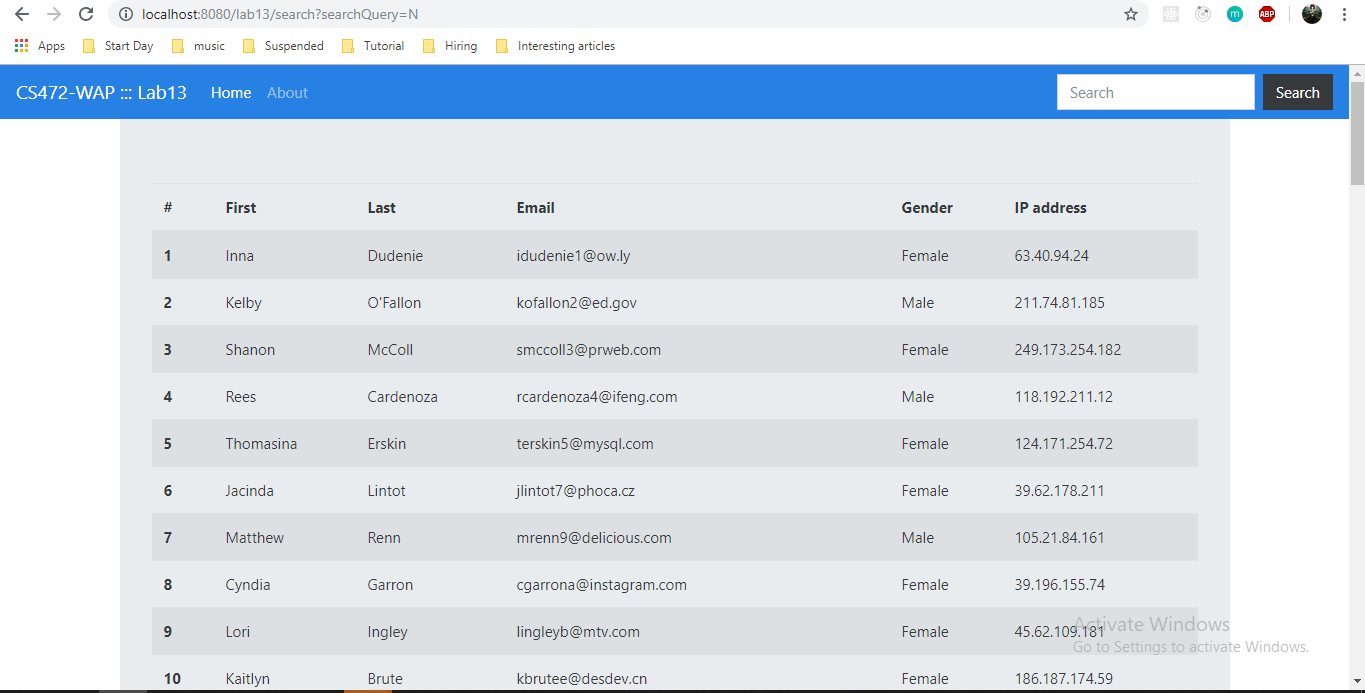 localhost:8080/lab13/search?searchQuery=N
m ABP
Apps Start Day music Suspended Tutorial Hiring Interesting articles
CS472-WAP ::: Lab13 Home About Search Search
# First Last Email Gender IP address
1 Inna Dudenie idudenie1@ow.ly Female 63.40.94.24
2 Kelby O'Fallon kofallon2@ed.gov Male 211.74.81.185
3 Shanon McColl smccoll3@prweb.com Female 249.173.254.182
4 Rees Cardenoza rcardenoza4@ifeng.com Male 118.192.211.12
5 Thomasina Erskin terskin5@mysql.com Female 124.171.254.72
6 Jacinda Lintot jlintot7@phoca.cz Female 39.62.178.211
7 Matthew Renn mrenn9@delicious.com Male 105.21.84.161
8 Cyndia Garron cgarrona@instagram.com Female 39.196.155.74
9 Lori Ingley lingleyb@mtv.com Female 45.62.109.181
Activate Windows
Go to Settings to activate Windows.
10 Kaitlyn Brute kbrutee@desdev.cn Female 186.187.174.59